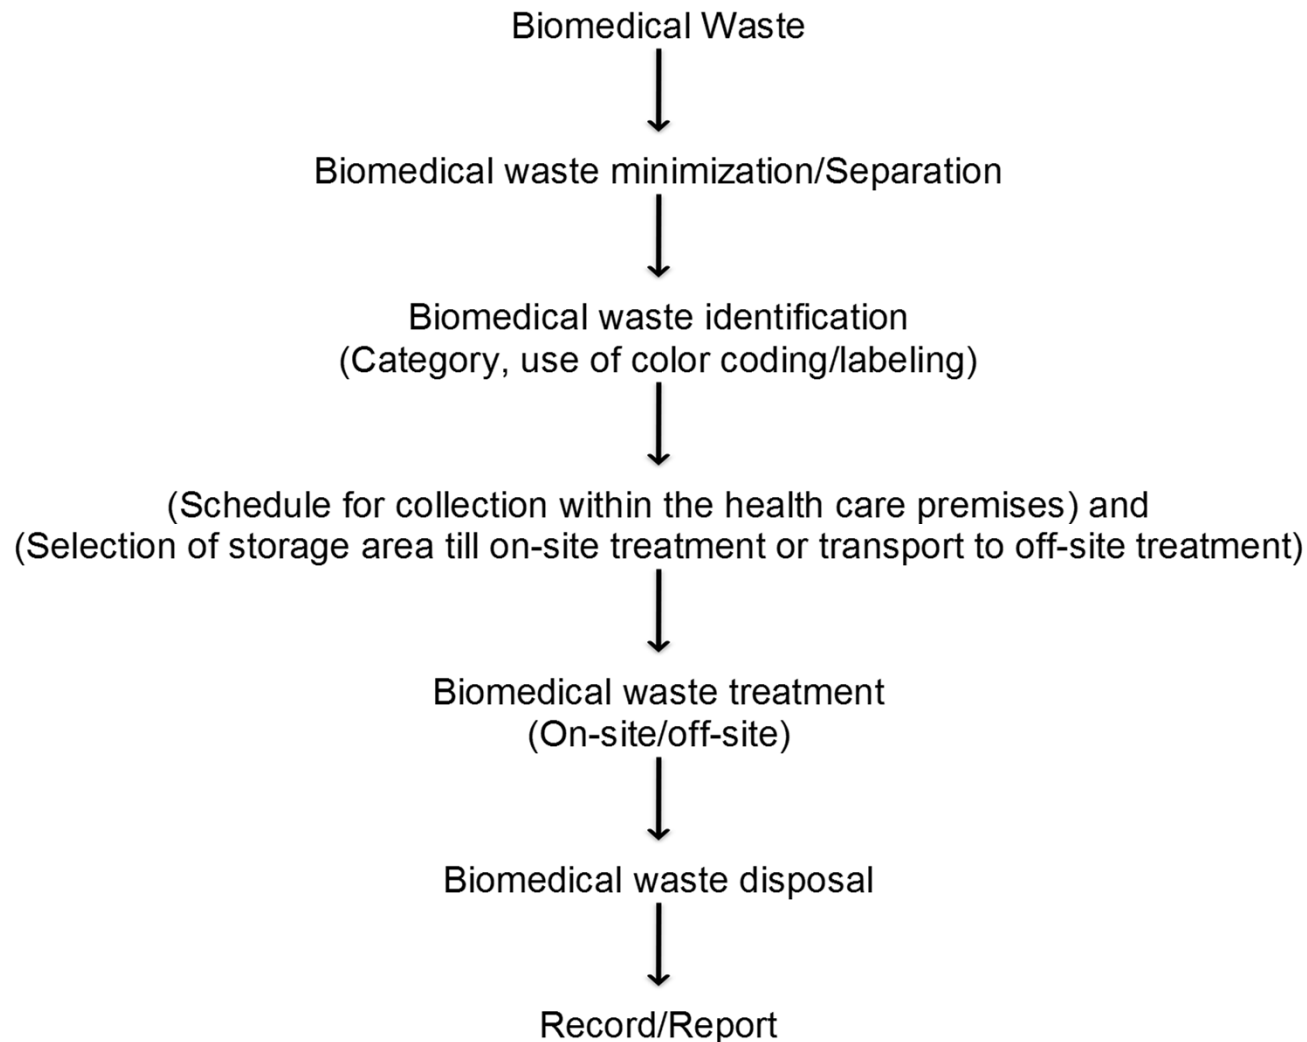 Biomedical Waste
Biomedical waste minimization/Separation
Biomedical waste identification
(Category, use of color coding/labeling)
(Schedule for collection within the health care premises) and
(Selection of storage area till on-site treatment or transport to off-site treatment)
Biomedical waste treatment
(On-site/off-site)
Biomedical waste disposal
Record/Report